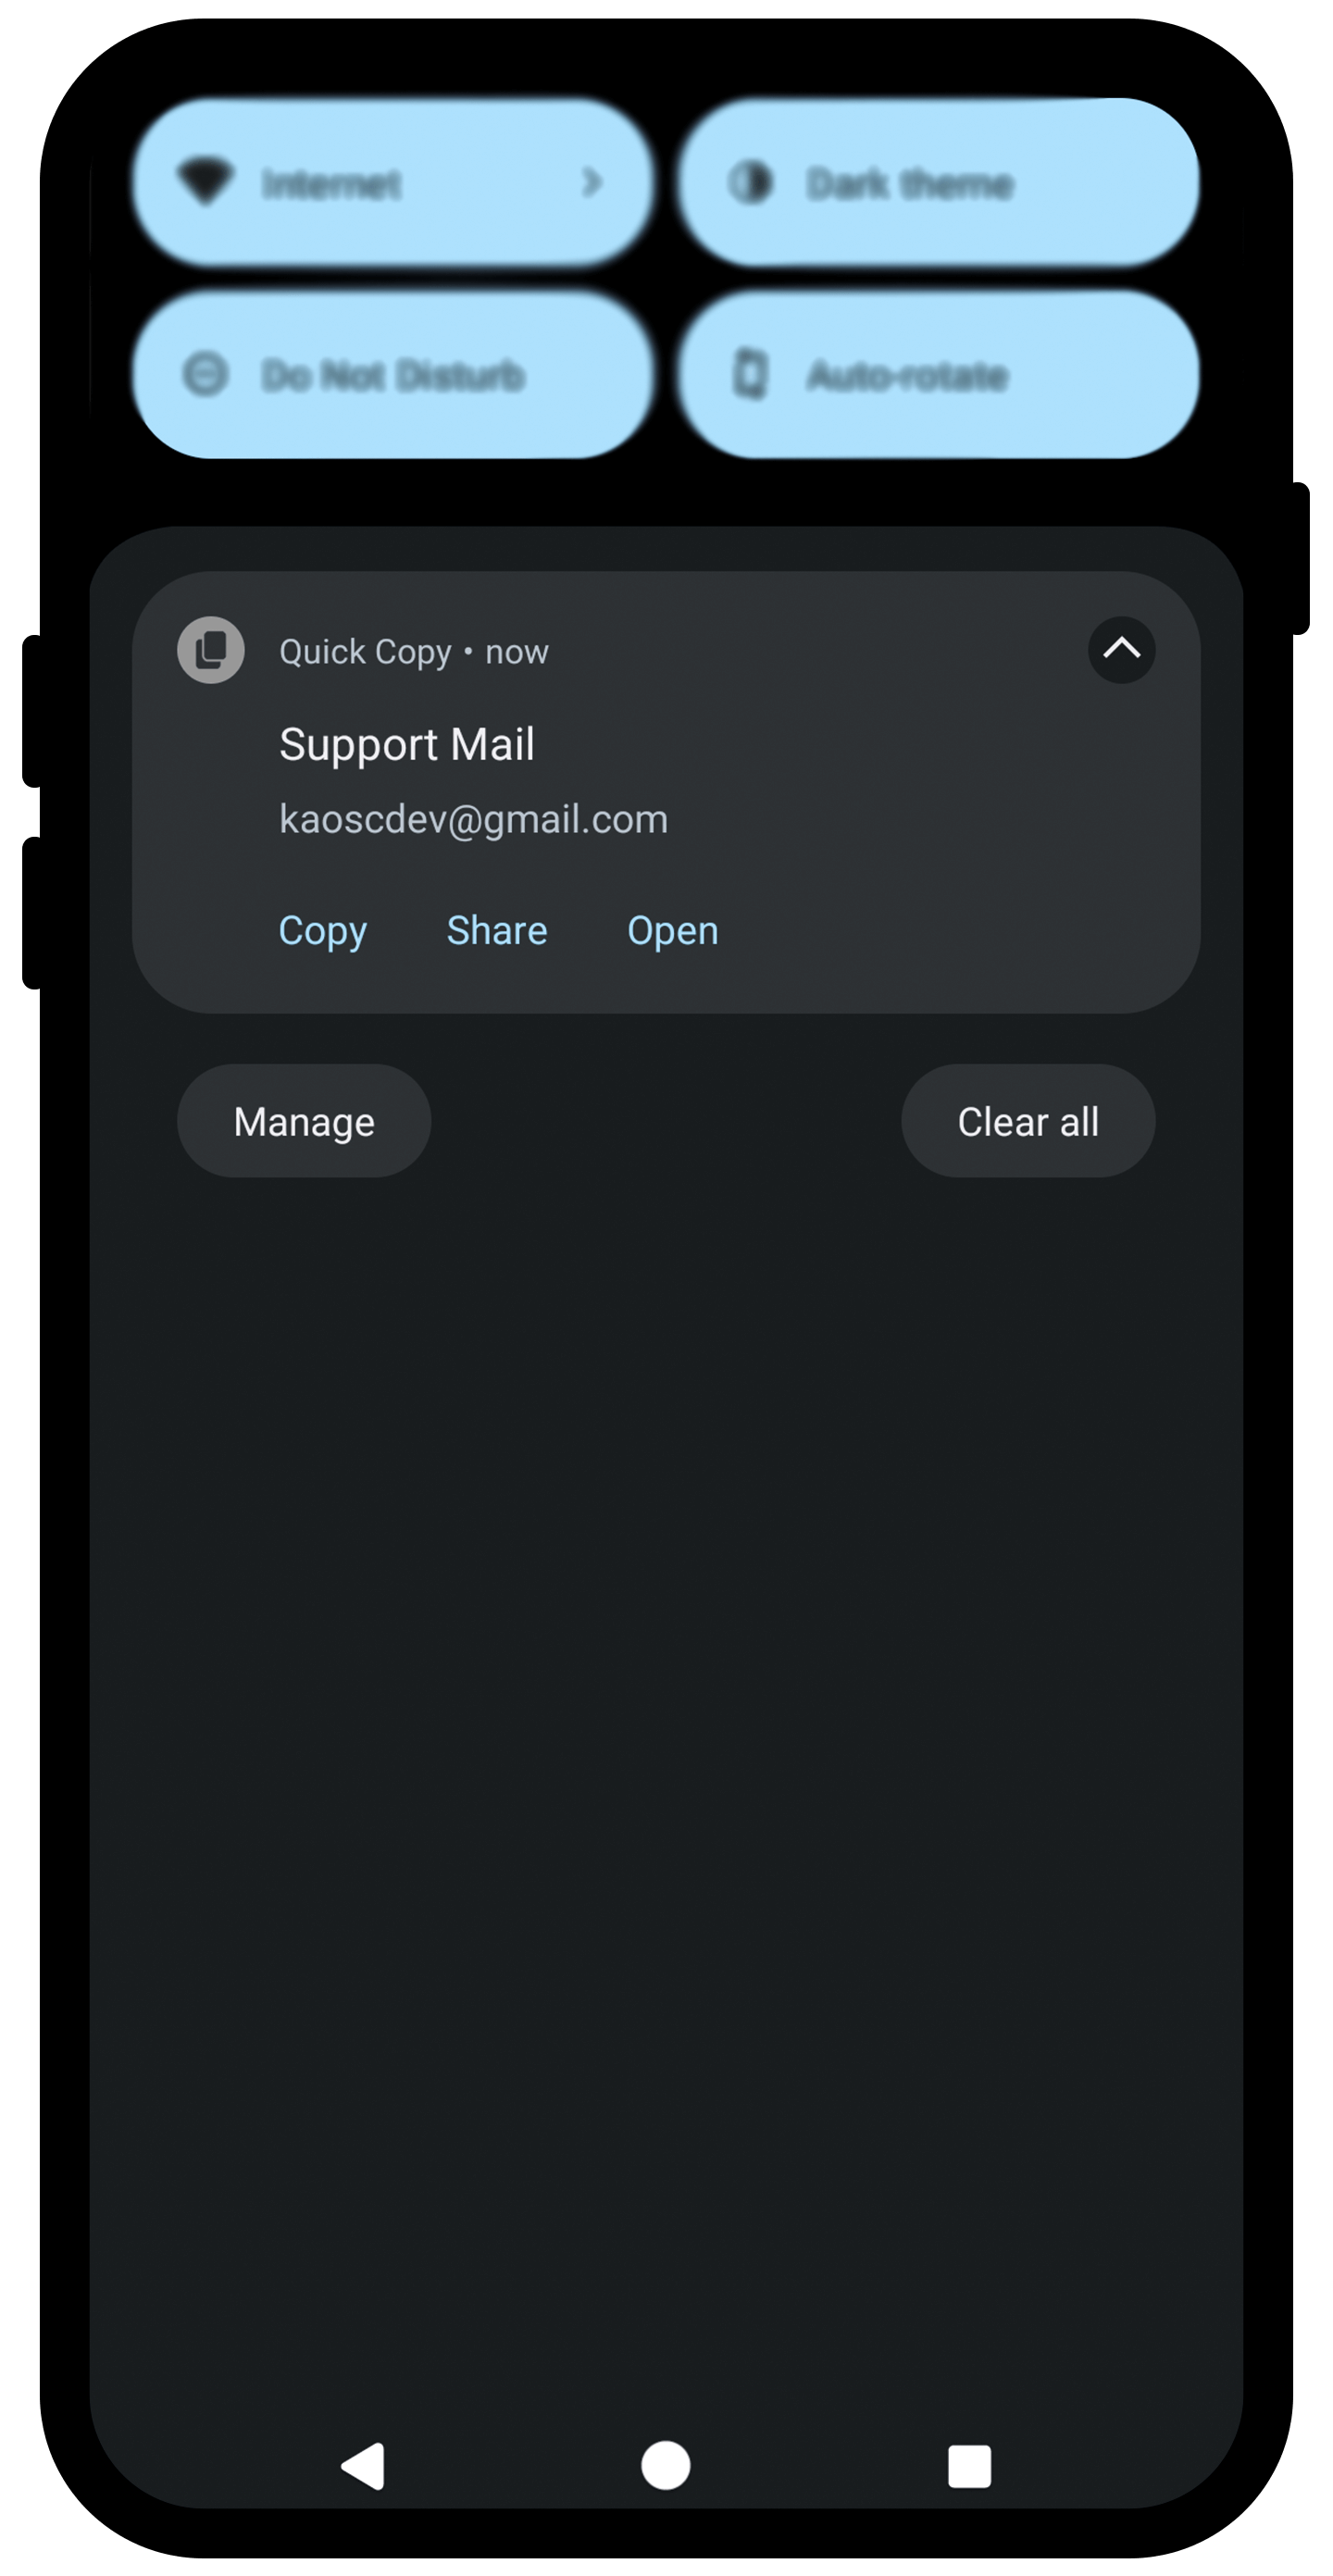 Internet
Dark theme
Do Not Disturb
Auto-rotate
Quick Copy • now
Support Mail
kaoscdev@gmail.com
Copy Share Open
Manage Clear all